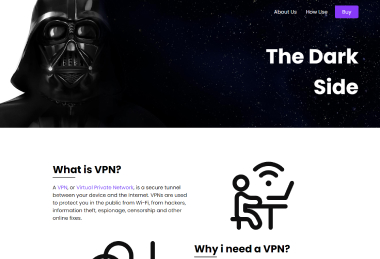 About Us How Use Buy
The Dark
Side
What is VPN?
A VPN, or Virtual Private Network, is a secure tunnel
between your device and the internet. VPNs are used
to protect you in the public from Wi-Fi, from hackers,
information theft, espionage, censorship and other
online fixes.
Why i need a VPN?